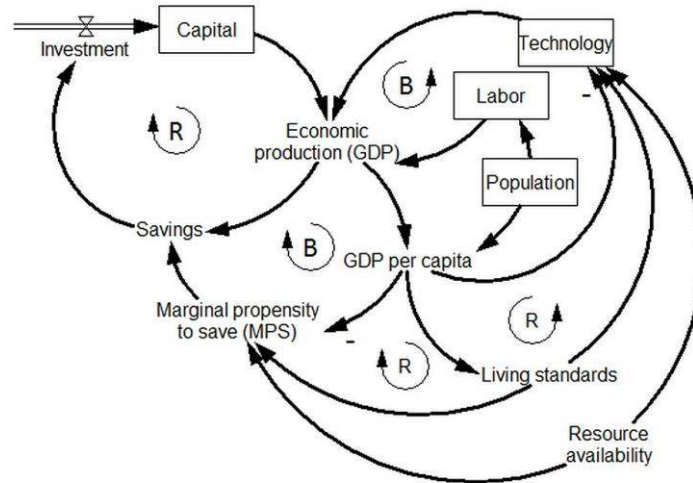 Investment
Capital
Technology
Labor
B
-
R
Economic
production (GDP)
Population
Savings
B
GDP per capita
Marginal propensity
to save (MPS)
-
R
R
Living standards
Resource
availability